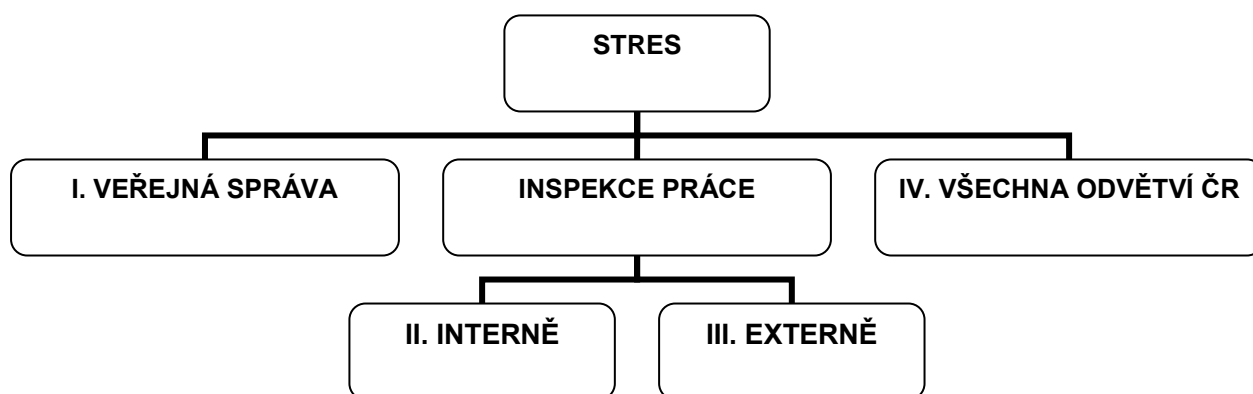 STRES
I. VEŘEJNÁ SPRÁVA
INSPEKCE PRÁCE
IV. VŠECHNA ODVĚTVÍ ČR
II. INTERNĚ
III. EXTERNĚ